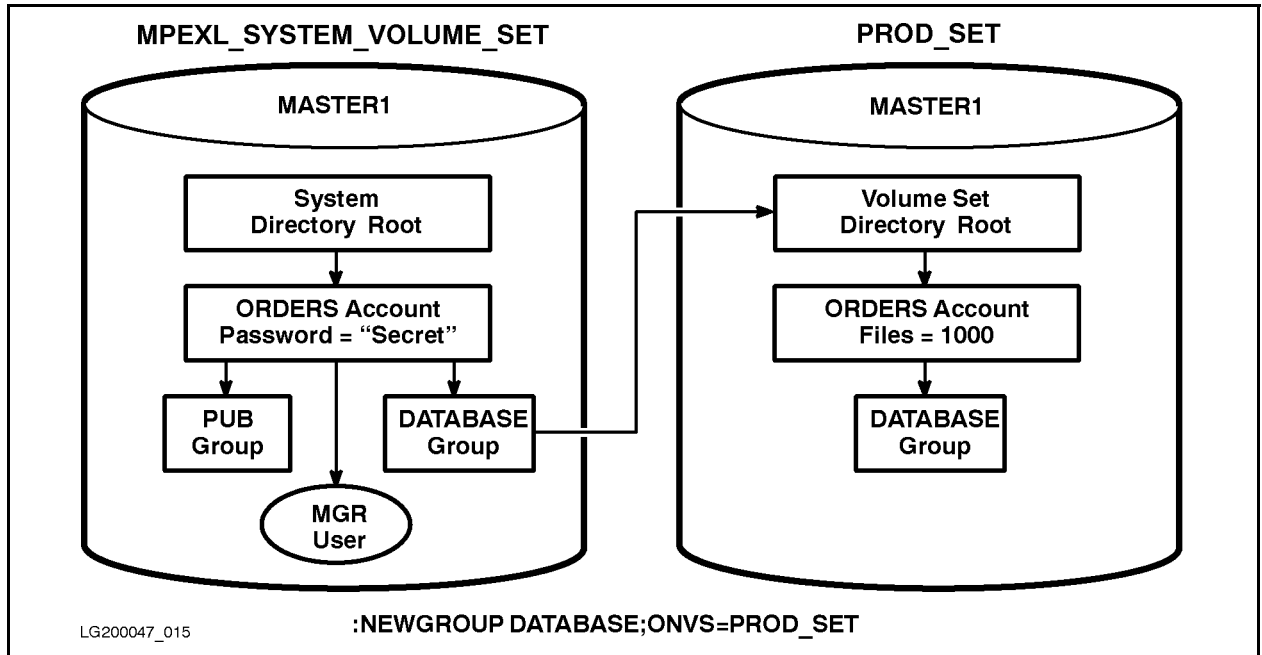 MPEXL_SYSTEM_VOLUME_SET
MASTER1
System
Directory Root
ORDERS Account
Password = “Secret”
PUB
Group
DATABASE
Group
MGR
User
PROD_SET
MASTER1
Volume Set
Directory Root
ORDERS Account
Files = 1000
DATABASE
Group
LG200047_015
:NEWGROUP DATABASE;ONVS=PROD_SET